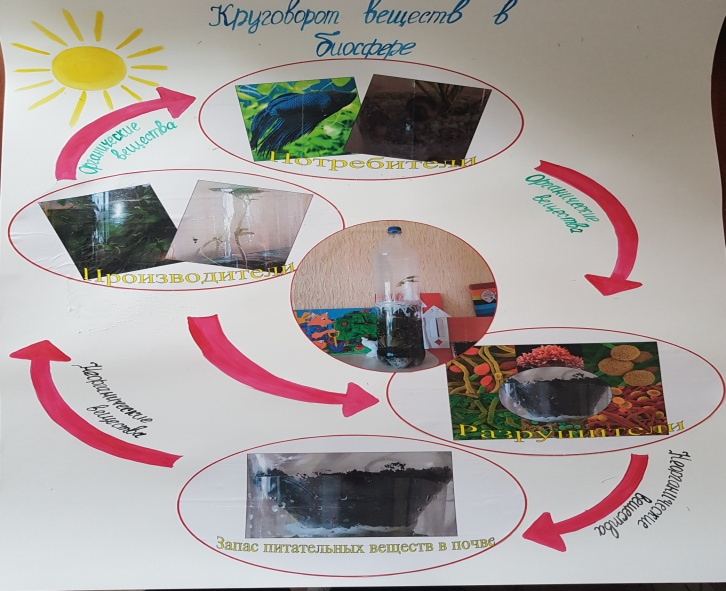 Круговорот веществ в
биосфере
Органические
вещества
Потребители
Органические
вещества
Производители
Неорганические
вещества
Разрушители
Неорганические
вещества
Запас питательных веществ в почве